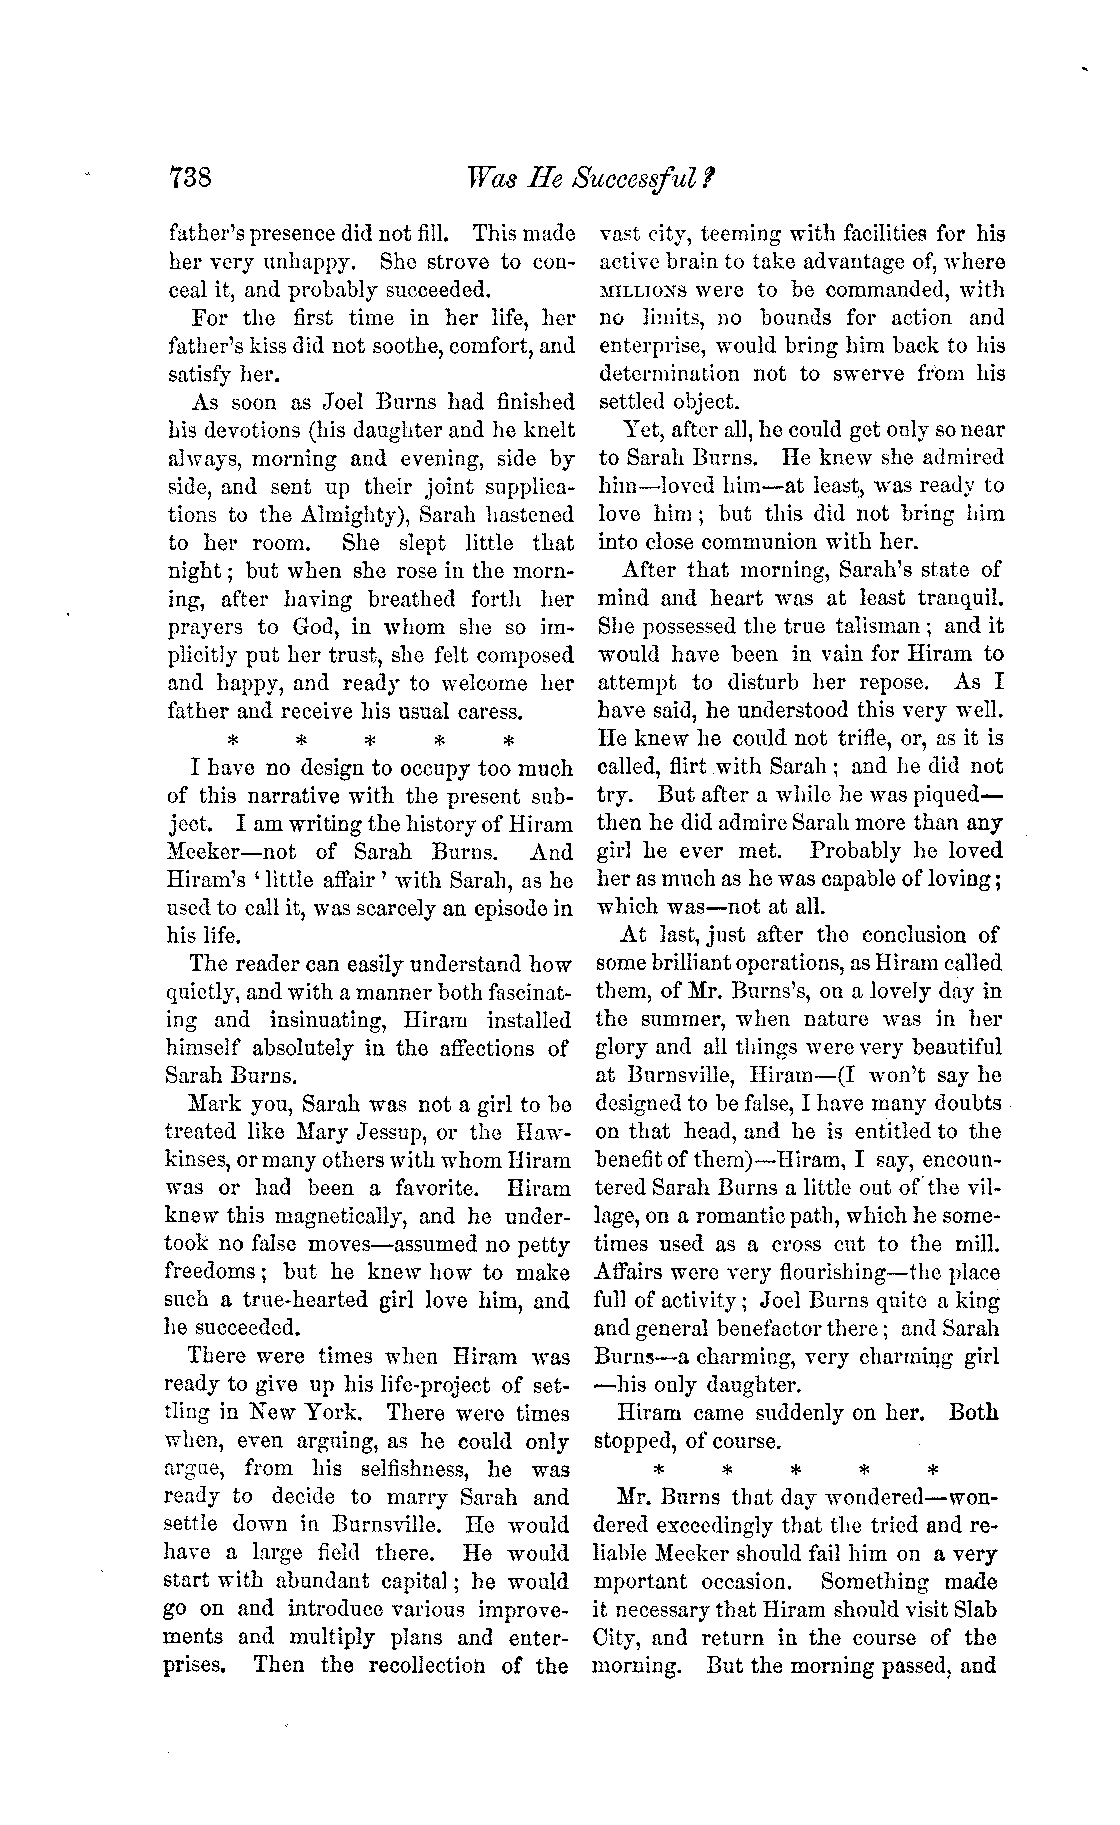 738
Was He Successful?
father's presence did not fill. This made
her very unhappy. She strove to con-
ceal it, and probably succeeded.
For the first time in her life, her
father's kiss did not soothe, comfort, and
satisfy her.
As soon as Joel Burns had finished
his devotions (his daughter and he knelt
always, morning and evening, side by
side, and sent up their joint supplica-
tions to the Almighty), Sarah hastened
to her room. She slept little that
night; but when she rose in the morn-
ing, after having breathed forth her
prayers to God, in whom she so im-
plicitly put her trust, she felt composed
and happy, and ready to welcome her
father and receive his usual caress.
* * * * *
I have no design to occupy too much
of this narrative with the present sub-
ject. I am writing the history of Hiram
Meeker—not of Sarah Burns. And
Hiram's 'little affair' with Sarah, as he
used to call it, was scarcely an episode in
his life.
The reader can easily understand how
quietly, and with a manner both fascinat-
ing and insinuating, Hiram installed
himself absolutely in the affections of
Sarah Burns.
Mark you, Sarah was not a girl to be
treated like Mary Jessup, or the Haw-
kinses, or many others with whom Hiram
was or had been a favorite. Hiram
knew this magnetically, and he under-
took no false moves—assumed no petty
freedoms; but he knew how to make
such a true-hearted girl love him, and
he succeeded.
There were times when Hiram was
ready to give up his life-project of set-
tling in New York. There were times
when, even arguing, as he could only
argue, from his selfishness, he was
ready to decide to marry Sarah and
settle down in Burnsville. He would
have a large field there. He would
start with abundant capital; he would
go on and introduce various improve-
ments and multiply plans and enter-
prises. Then the recollection of the
vast city, teeming with facilities for his
active brain to take advantage of, where
MILLIONS were to be commanded, with
no limits, no bounds for action and
enterprise, would bring him back to his
determination not to swerve from his
settled object.
Yet, after all, he could get only so near
to Sarah Burns. He knew she admired
him—loved him—at least, was ready to
love him; but this did not bring him
into close communion with her.
After that morning, Sarah's state of
mind and heart was at least tranquil.
She possessed the true talisman; and it
would have been in vain for Hiram to
attempt to disturb her repose. As I
have said, he understood this very well.
He knew he could not trifle, or, as it is
called, flirt with Sarah; and he did not
try. But after a while he was piqued—
then he did admire Sarah more than any
girl he ever met. Probably he loved
her as much as he was capable of loving;
which was—not at all.
At last, just after the conclusion of
some brilliant operations, as Hiram called
them, of Mr. Burns's, on a lovely day in
the summer, when nature was in her
glory and all things were very beautiful
at Burnsville, Hiram—(I won't say he
designed to be false, I have many doubts
on that head, and he is entitled to the
benefit of them)—Hiram, I say, encoun-
tered Sarah Burns a little out of the vil-
lage, on a romantic path, which he some-
times used as a cross cut to the mill.
Affairs were very flourishing—the place
full of activity; Joel Burns quite a king
and general benefactor there; and Sarah
Burns—a charming, very charming girl
—his only daughter.
Hiram came suddenly on her. Both
stopped, of course.
* * * * *
Mr. Burns that day wondered—won-
dered exceedingly that the tried and re-
liable Meeker should fail him on a very
mportant occasion. Something made
it necessary that Hiram should visit Slab
City, and return in the course of the
morning. But the morning passed, and